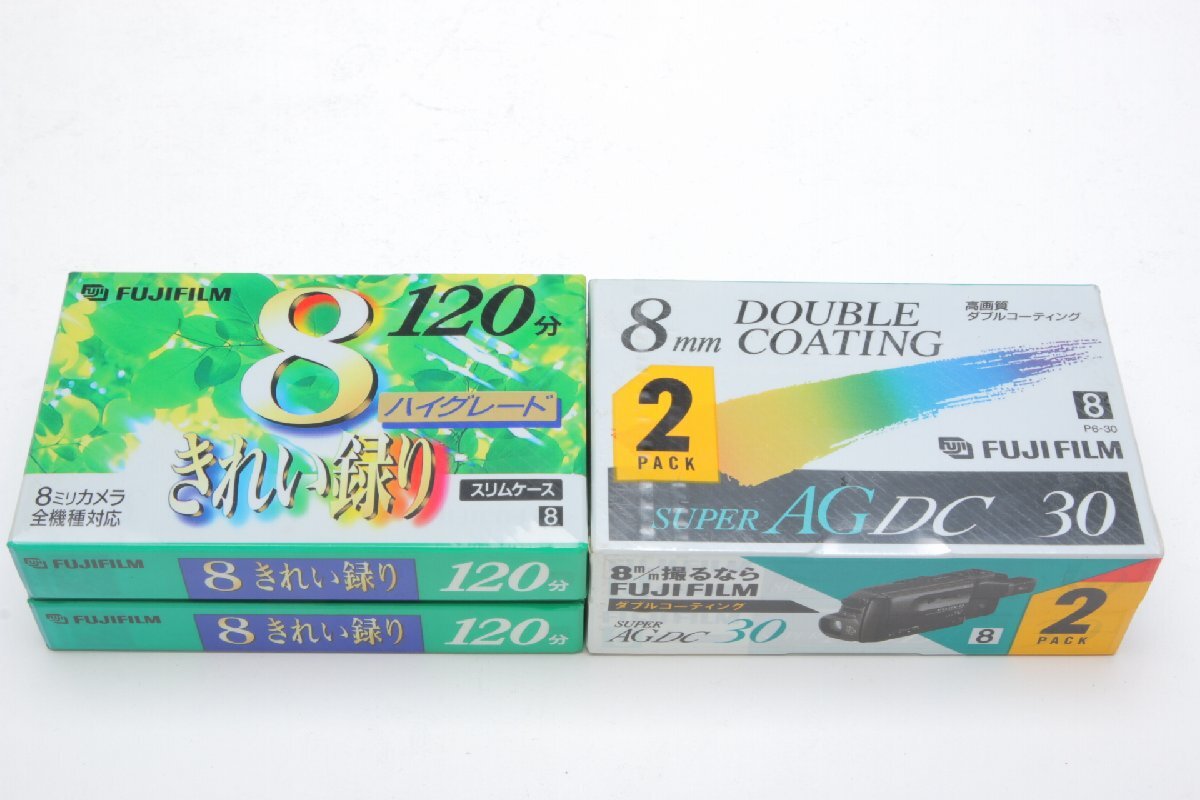 FUJIFILM
8
120分
ハイグレード
きれい録り
8ミリカメラ
全機種対応
スリムケース
8
FUJIFILM
8 きれい録り
120分
FUJIFILM
8 きれい録り
120分
8mm
DOUBLE
COATING
高画質
ダブルコーティング
2
PACK
8
P6-30
FUJIFILM
SUPER AG DC 30
8m/m撮るなら
FUJIFILM
ダブルコーティング
SUPER
AG DC 30
8
2
PACK